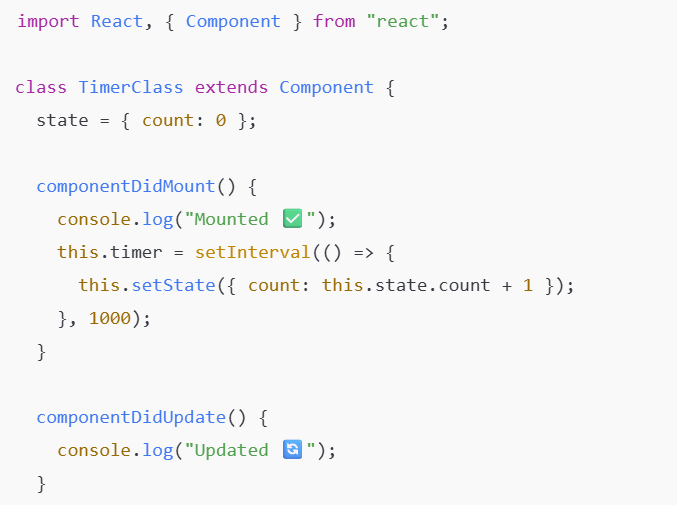 import React, { Component } from "react";
class TimerClass extends Component {
state = { count: 0 };
componentDidMount() {
console.log("Mounted ✅");
this.timer = setInterval(() => {
this.setState({ count: this.state.count + 1 });
}, 1000);
}
componentDidUpdate() {
console.log("Updated 🔄");
}